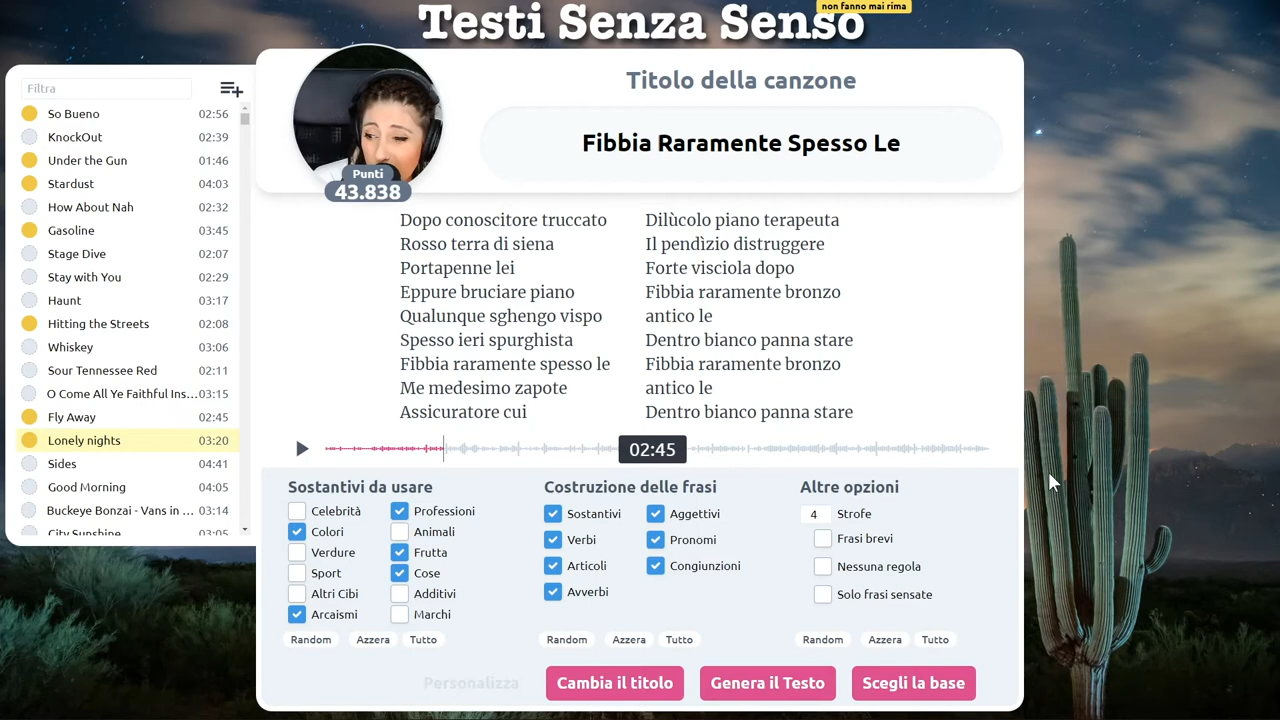 non fanno mai rima
Testi Senza Senso
Filtra
So Bueno 02:56
KnockOut 02:39
Under the Gun 01:46
Stardust 04:03
How About Nah 02:32
Gasoline 03:45
Stage Dive 02:07
Stay with You 02:29
Haunt 03:17
Hitting the Streets 02:08
Whiskey 03:06
Sour Tennessee Red 02:11
O Come All Ye Faithful Ins... 03:15
Fly Away 02:45
Lonely nights 03:20
Sides 04:41
Good Morning 04:05
Buckeye Bonzai - Vans in ... 03:14
City Sunshine 03:05
Punti
43.838
Titolo della canzone
Fibbia Raramente Spesso Le
Dopo conoscitore truccato
Rosso terra di siena
Portapenne lei
Eppure bruciare piano
Qualunque sghengo vispo
Spesso ieri spurghista
Fibbia raramente spesso le
Me medesimo zapote
Assicuratore cui
Dilùcolo piano terapeuta
Il pendìzio distruggere
Forte visciola dopo
Fibbia raramente bronzo
antico le
Dentro bianco panna stare
Fibbia raramente bronzo
antico le
Dentro bianco panna stare
02:45
Sostantivi da usare
Celebrità Professioni
Colori Animali
Verdure Frutta
Sport Cose
Altri Cibi Additivi
Arcaismi Marchi
Random Azzera Tutto
Costruzione delle frasi
Sostantivi Aggettivi
Verbi Pronomi
Articoli Congiunzioni
Avverbi
Random Azzera Tutto
Altre opzioni
4 Strofe
Frasi brevi
Nessuna regola
Solo frasi sensate
Random Azzera Tutto
Personalizza
Cambia il titolo
Genera il Testo
Scegli la base